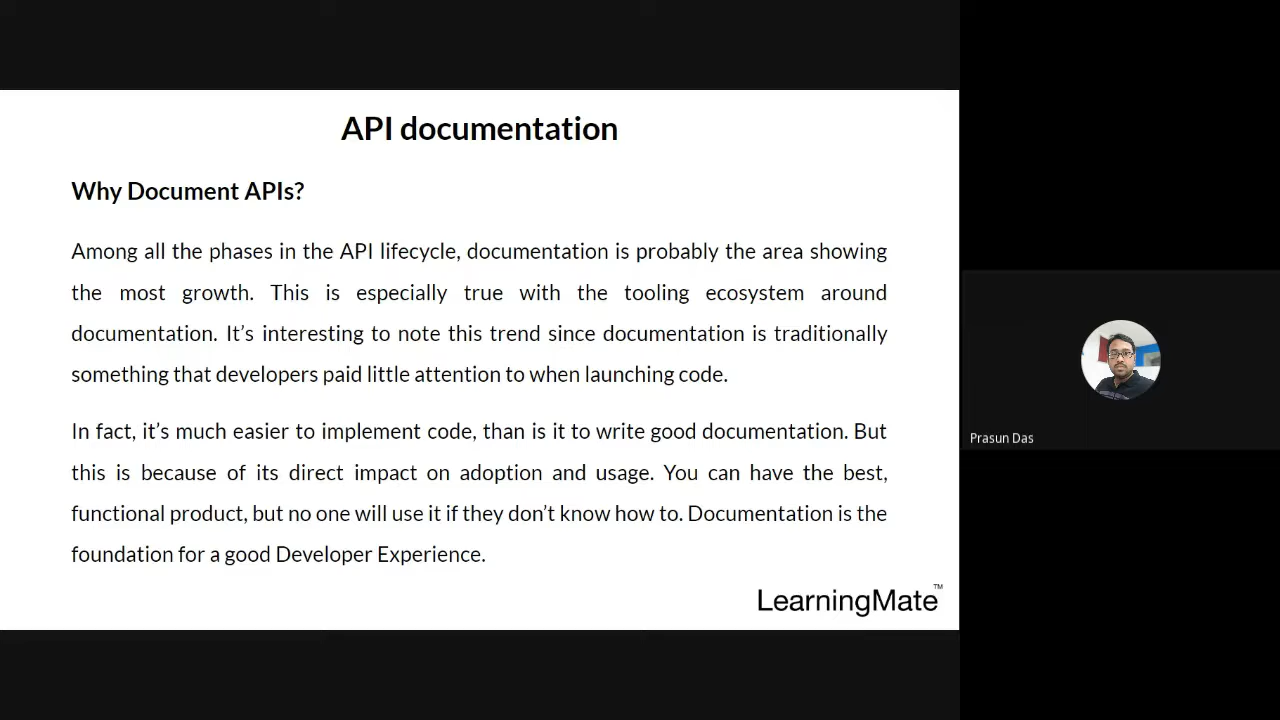 API documentation
Why Document APIs?
Among all the phases in the API lifecycle, documentation is probably the area showing
the most growth. This is especially true with the tooling ecosystem around
documentation. It’s interesting to note this trend since documentation is traditionally
something that developers paid little attention to when launching code.
In fact, it’s much easier to implement code, than is it to write good documentation. But
this is because of its direct impact on adoption and usage. You can have the best,
functional product, but no one will use it if they don’t know how to. Documentation is the
foundation for a good Developer Experience.
LearningMate™
Prasun Das